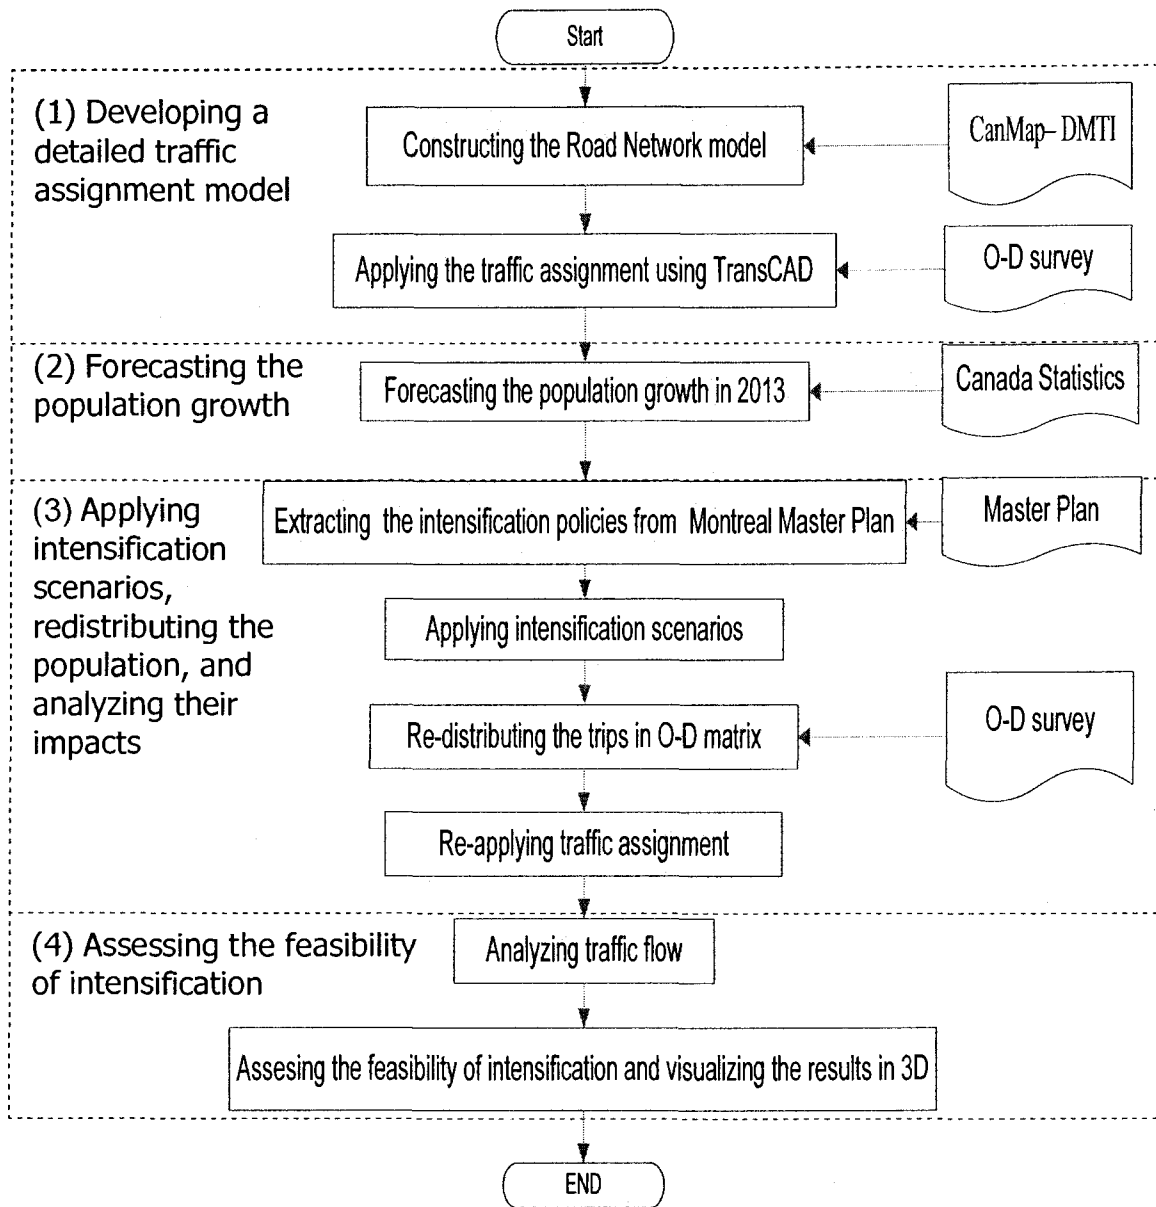 Start
(1) Developing a
detailed traffic
assignment model
Constructing the Road Network model
CanMap– DMTI
Applying the traffic assignment using TransCAD
O-D survey
(2) Forecasting the
population growth
Forecasting the population growth in 2013
Canada Statistics
(3) Applying
intensification
scenarios,
redistributing the
population, and
analyzing their
impacts
Extracting the intensification policies from Montreal Master Plan
Master Plan
Applying intensification scenarios
Re-distributing the trips in O-D matrix
O-D survey
Re-applying traffic assignment
(4) Assessing the feasibility
of intensification
Analyzing traffic flow
Assesing the feasibility of intensification and visualizing the results in 3D
END